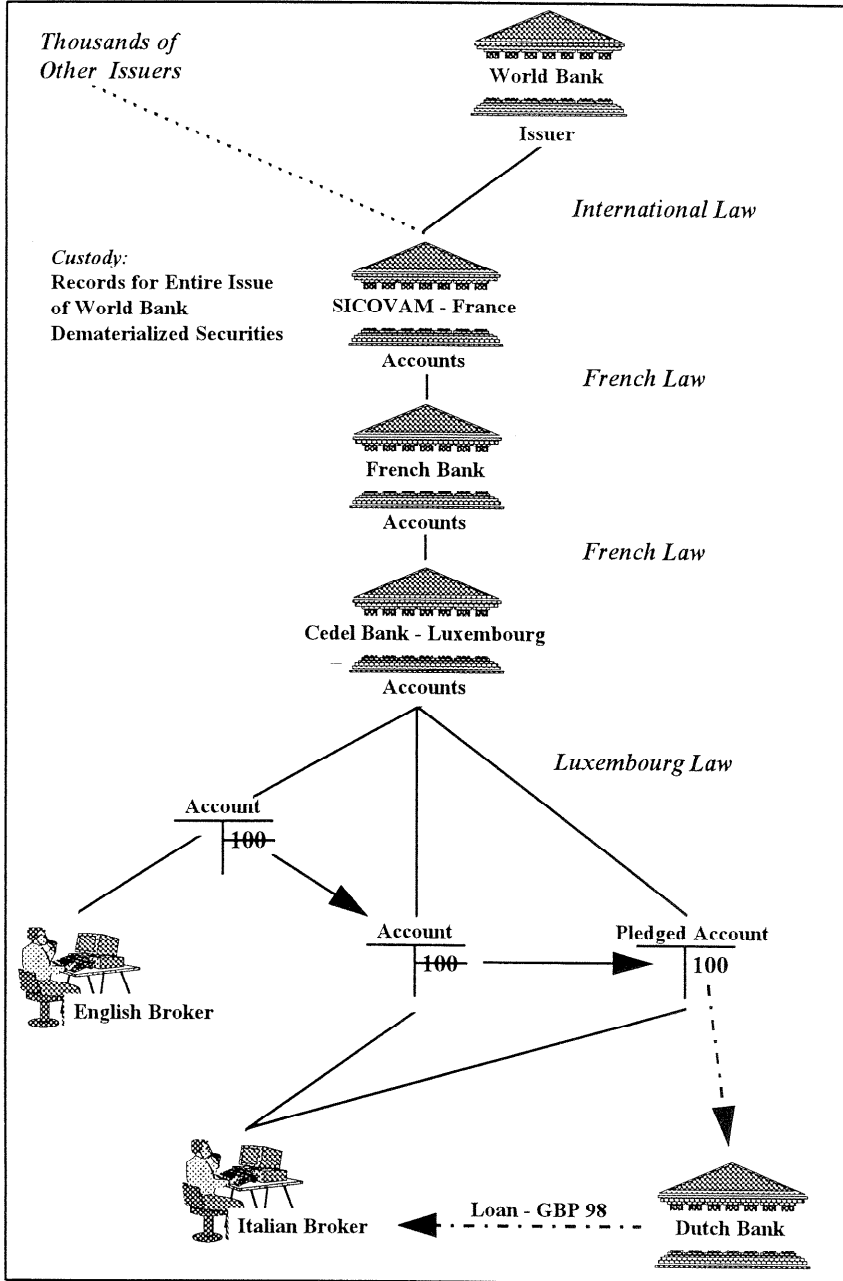 Thousands of
Other Issuers
World Bank
Issuer
International Law
Custody:
Records for Entire Issue
of World Bank
Dematerialized Securities
SICOVAM - France
Accounts
French Law
French Bank
Accounts
French Law
Cedel Bank - Luxembourg
Accounts
Luxembourg Law
Account
100
Account
100
Pledged Account
100
English Broker
Italian Broker
Loan - GBP 98
Dutch Bank